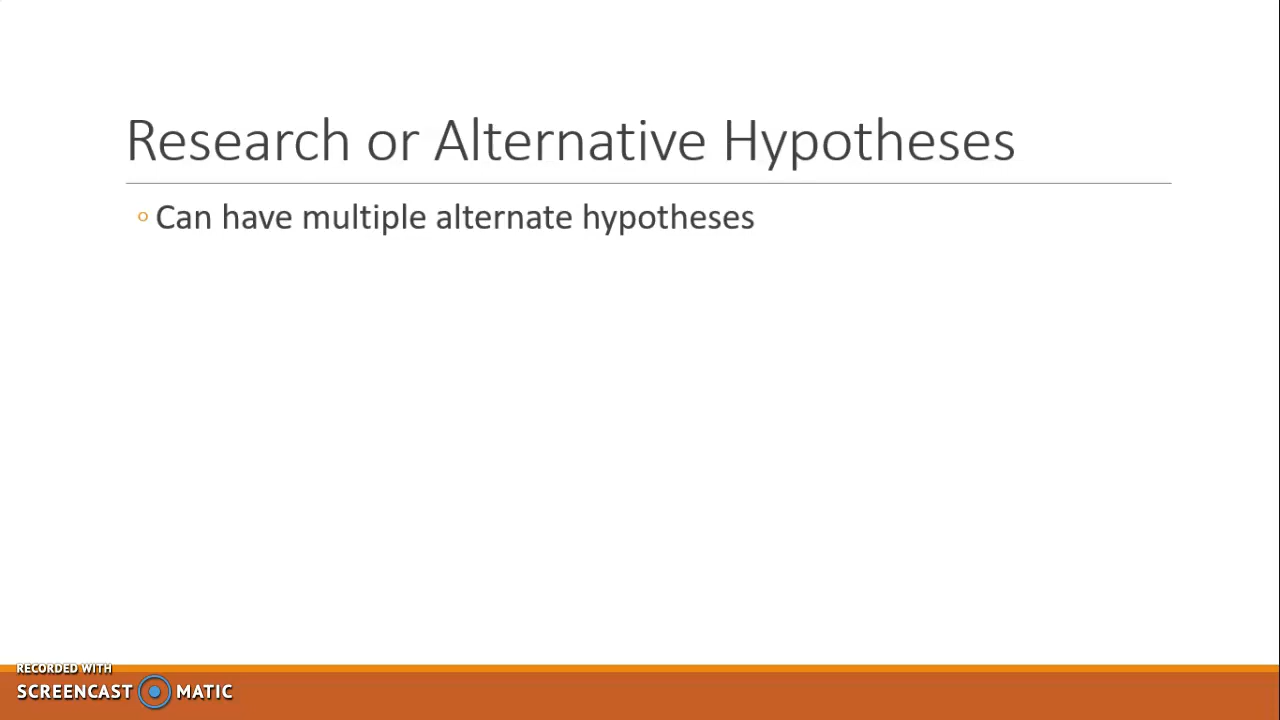 Research or Alternative Hypotheses
Can have multiple alternate hypotheses
RECORDED WITH
SCREENCAST MATIC